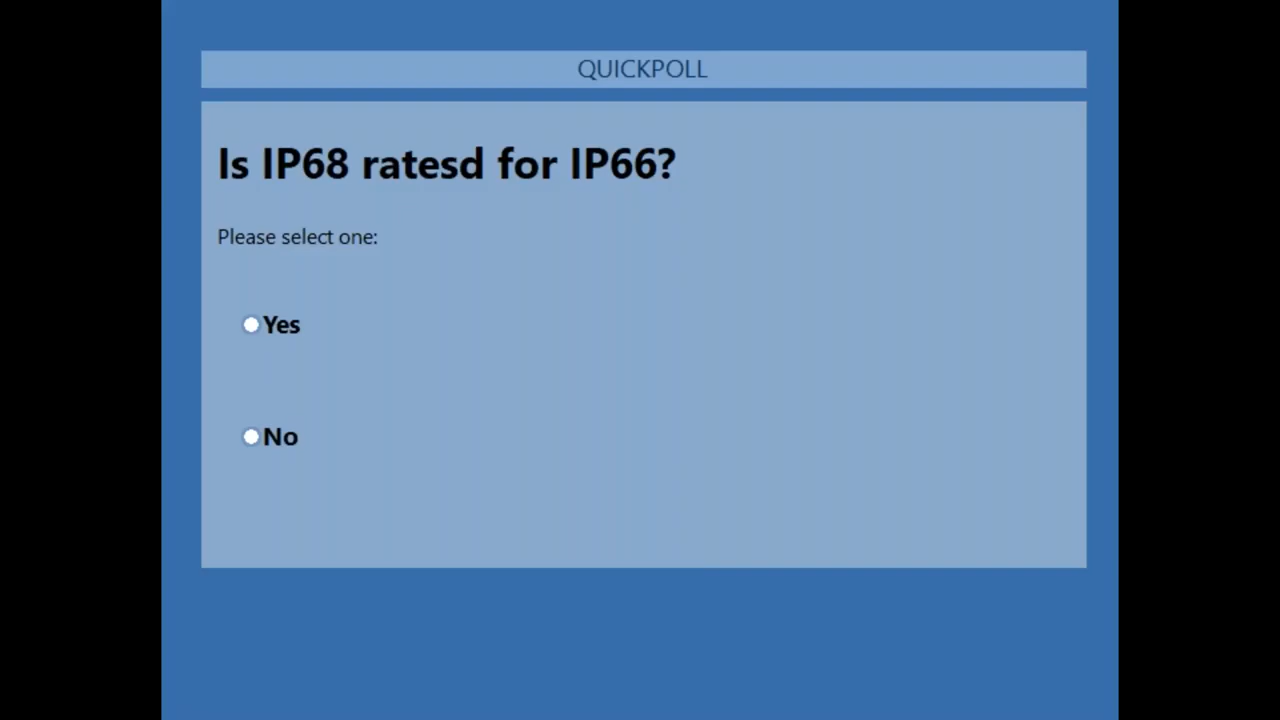 QUICKPOLL
Is IP68 ratesd for IP66?
Please select one:
Yes
No